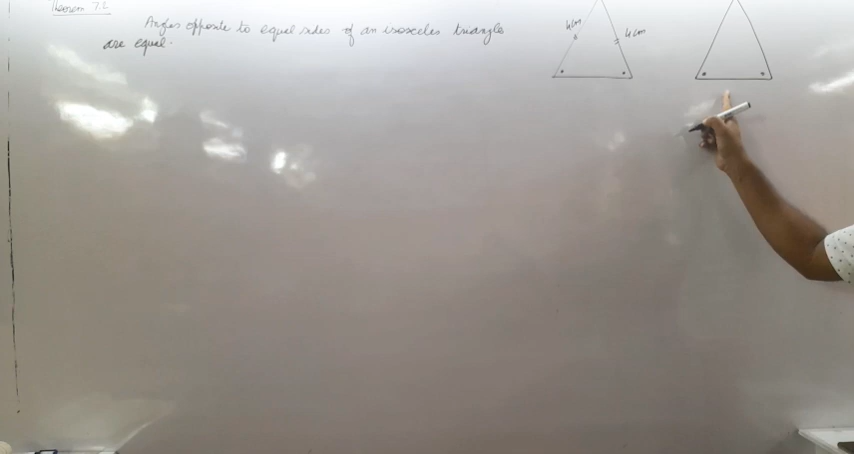 Theorem 7.2
Angles opposite to equal sides of an isosceles triangle
are equal.
4cm
4cm